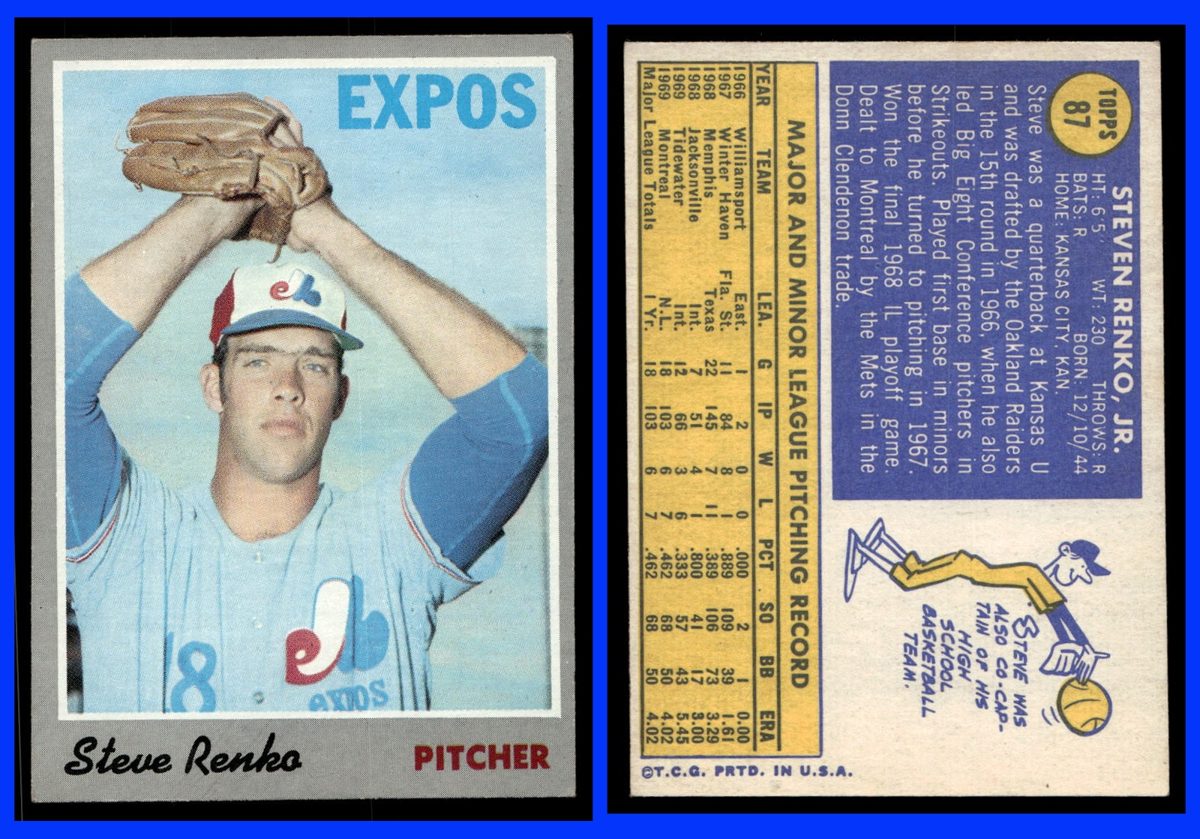 EXPOS
8
expos
Steve Renko
PITCHER
TOPPS
87
STEVEN RENKO, JR.
HT: 6'5" WT: 230 THROWS: R
BATS: R BORN: 12/10/44
HOME: KANSAS CITY, KAN.
Steve was a quarterback at Kansas U
and was drafted by the Oakland Raiders
in the 15th round in 1966, when he also
led Big Eight Conference pitchers in
Strikeouts. Played first base in minors
before he turned to pitching in 1967.
Won the final 1968 IL playoff game.
Dealt to Montreal by the Mets in the
Donn Clendenon trade.
STEVE WAS
ALSO CO-CAP-
TAIN OF HIS
HIGH
SCHOOL
BASKETBALL
TEAM.
MAJOR AND MINOR LEAGUE PITCHING RECORD
YEAR TEAM LEA. G IP W L PCT. SO BB ERA
1966 Williamsport East. 1 2 0 0 .000 2 1 0.00
1967 Winter Haven Fla. St. 11 84 8 1 .889 109 39 1.61
1968 Memphis Texas 22 145 7 11 .389 106 73 3.29
1968 Jacksonville Int. 7 51 4 1 .800 41 17 3.00
1969 Tidewater Int. 12 66 3 6 .333 57 43 5.45
1969 Montreal N.L. 18 103 6 7 .462 68 50 4.02
Major League Totals 1 Yr. 18 103 6 7 .462 68 50 4.02
©T.C.G. PRTD. IN U.S.A.